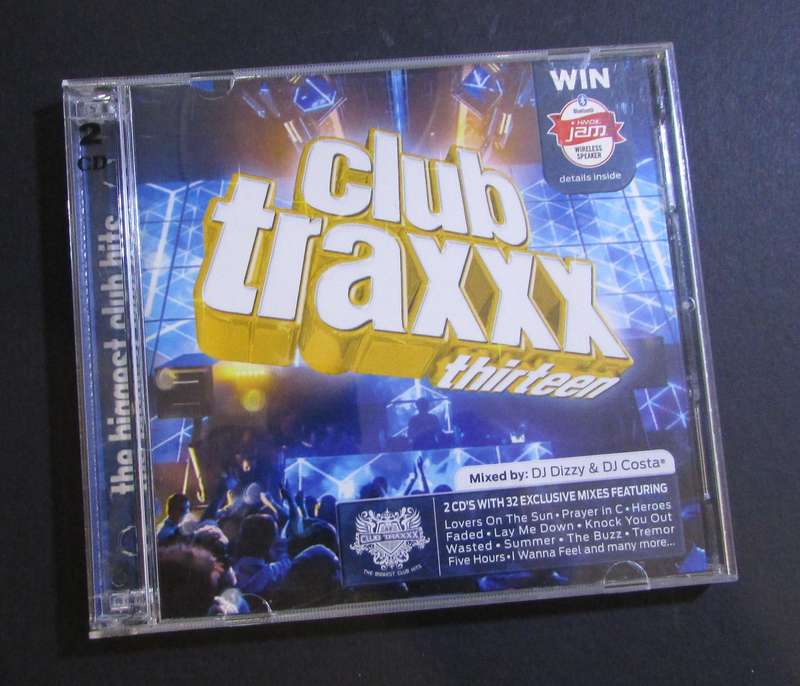 2
CD
the biggest club hits
WIN
Bluetooth
HMDX
jam
WIRELESS
SPEAKER
details inside
club
traxxx
thirteen
Mixed by: DJ Dizzy & DJ Costa®
2 CD'S WITH 32 EXCLUSIVE MIXES FEATURING
Lovers On The Sun • Prayer in C • Heroes
Faded • Lay Me Down • Knock You Out
Wasted • Summer • The Buzz • Tremor
Five Hours • I Wanna Feel and many more...
CLUB TRAXXX
THE BIGGEST CLUB HITS